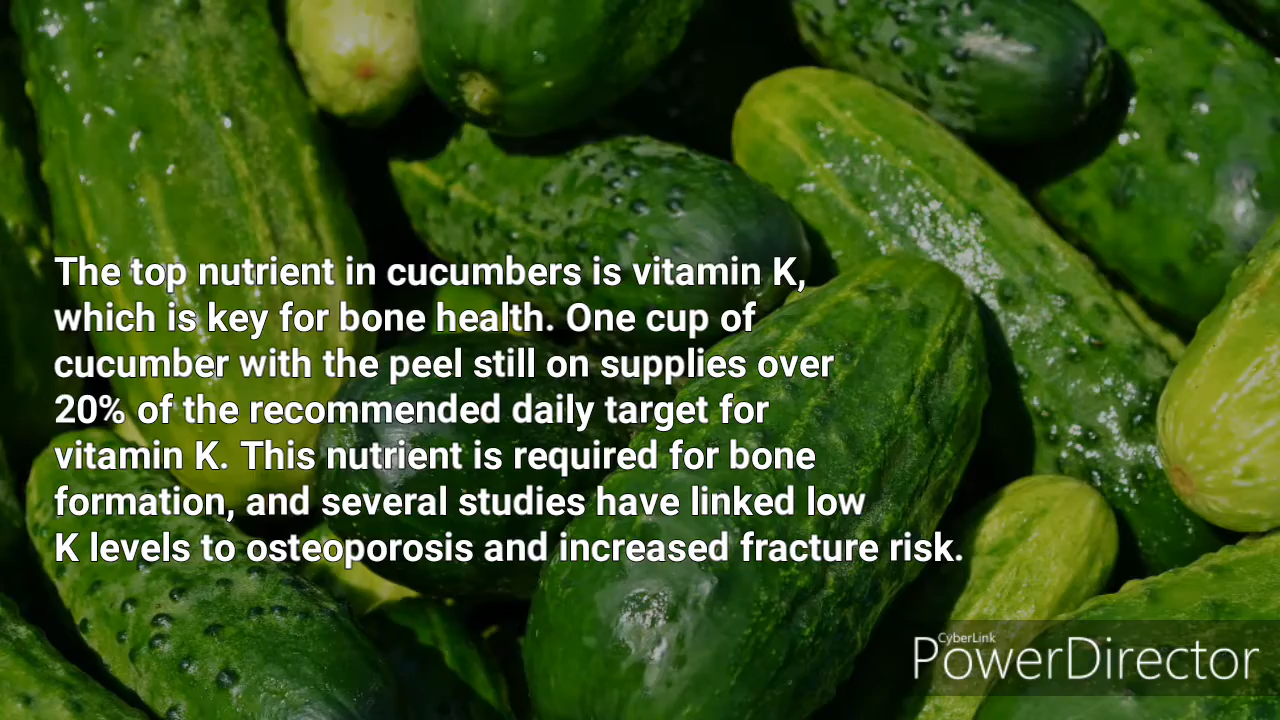 The top nutrient in cucumbers is vitamin K,
which is key for bone health. One cup of
cucumber with the peel still on supplies over
20% of the recommended daily target for
vitamin K. This nutrient is required for bone
formation, and several studies have linked low
K levels to osteoporosis and increased fracture risk.
CyberLink
PowerDirector